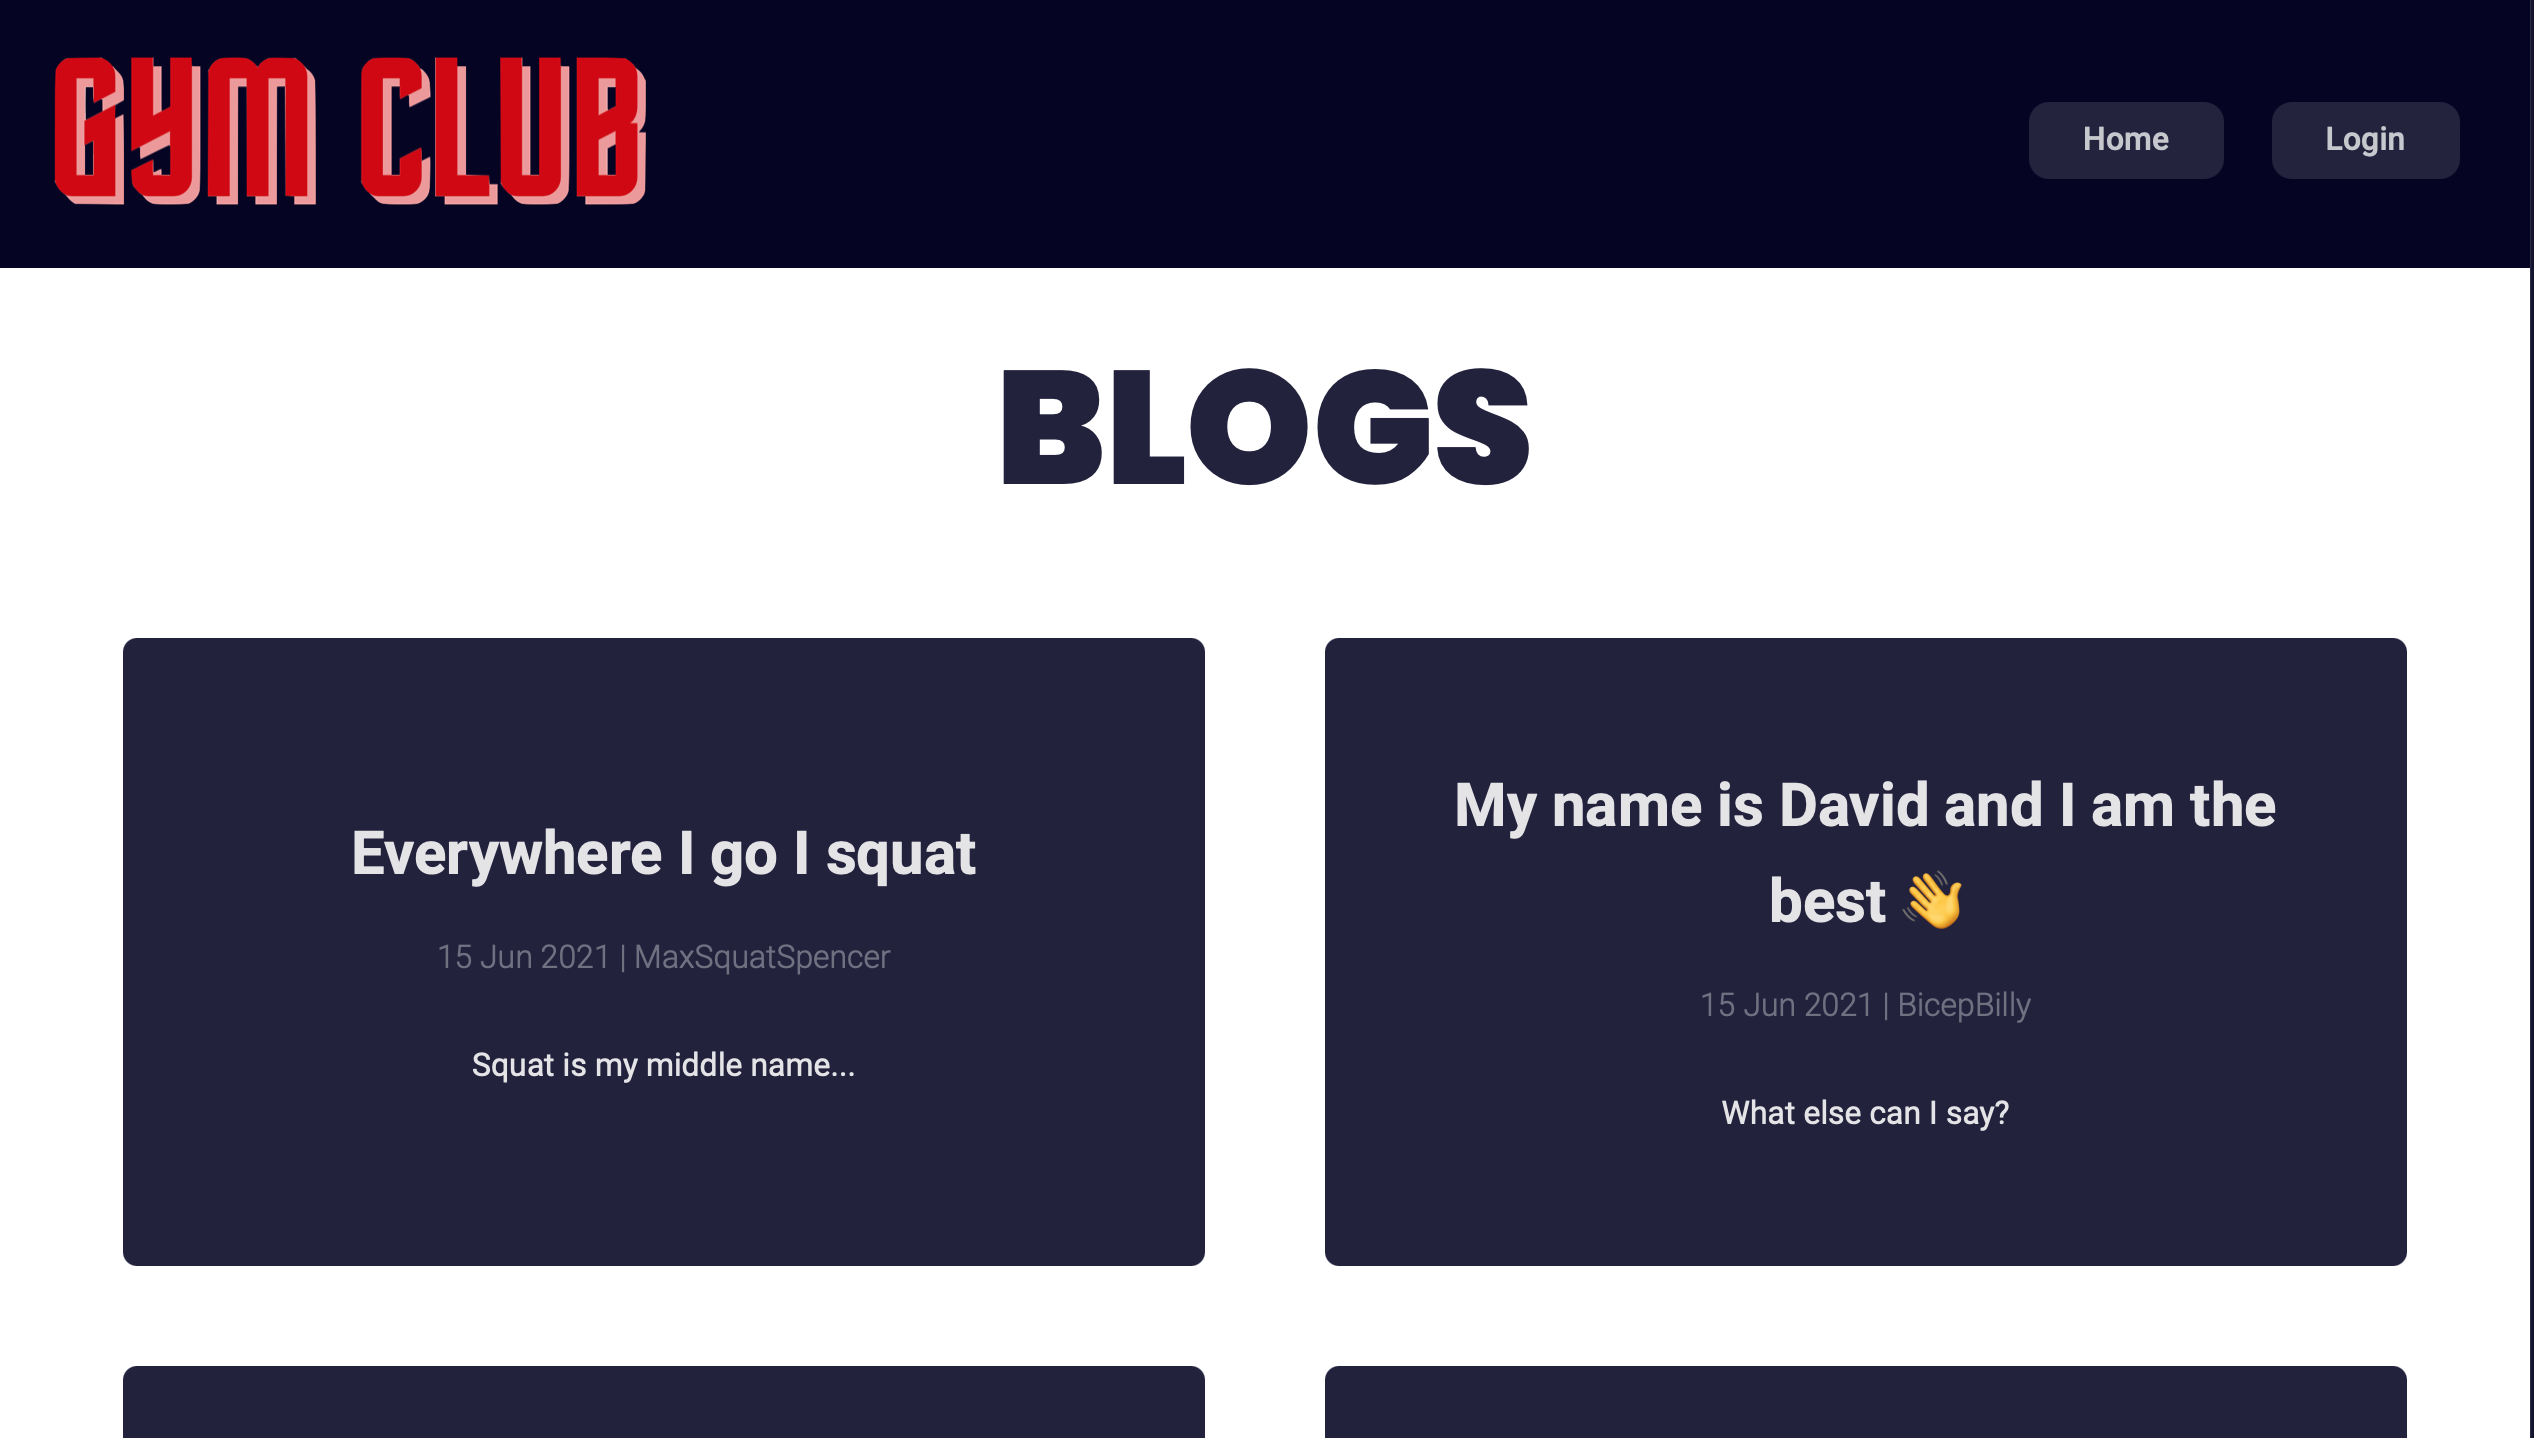 GYM CLUB
Home
Login
BLOGS
Everywhere I go I squat
15 Jun 2021 | MaxSquatSpencer
Squat is my middle name...
My name is David and I am the
best 👋
15 Jun 2021 | BicepBilly
What else can I say?